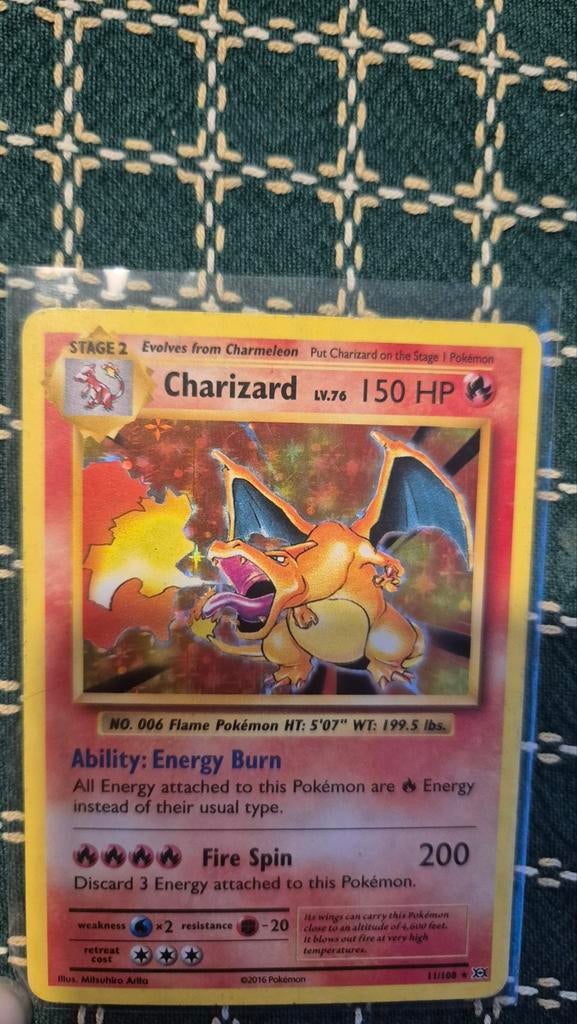 STAGE 2 Evolves from Charmeleon Put Charizard on the Stage 1 Pokémon
Charizard LV.76 150 HP
NO. 006 Flame Pokémon HT: 5'07" WT: 199.5 lbs.
Ability: Energy Burn
All Energy attached to this Pokémon are Energy
instead of their usual type.
Fire Spin 200
Discard 3 Energy attached to this Pokémon.
weakness ×2 resistance -20
retreat
cost
Its wings can carry this Pokémon
close to an altitude of 4,600 feet.
It blows out fire at very high
temperatures.
Illus. Mitsuhiro Arita ©2016 Pokémon 11/108 ★